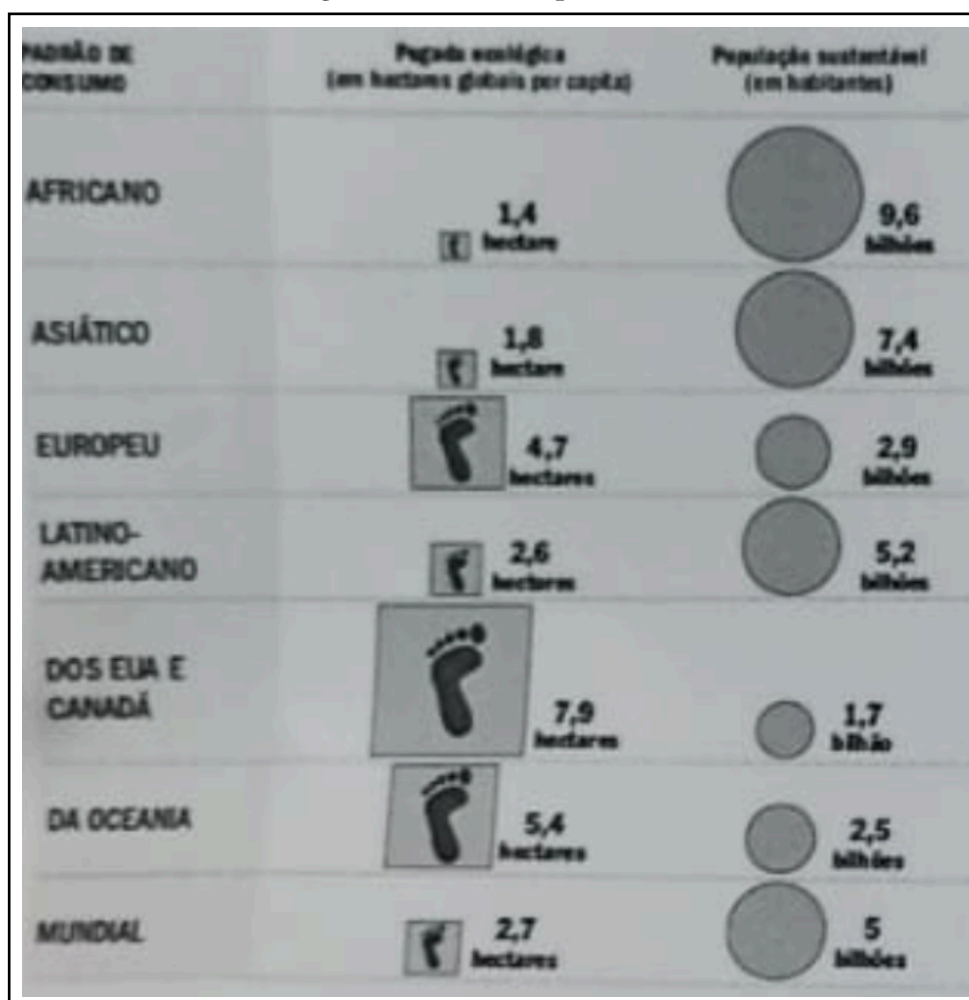 PADRÃO DE
CONSUMO
Pegada ecológica
(em hectares globais per capita)
População sustentável
(em habitantes)
AFRICANO
1,4
hectare
9,6
bilhões
ASIÁTICO
1,8
hectare
7,4
bilhões
EUROPEU
4,7
hectares
2,9
bilhões
LATINO-
AMERICANO
2,6
hectares
5,2
bilhões
DOS EUA E
CANADÁ
7,9
hectares
1,7
bilhão
DA OCEANIA
5,4
hectares
2,5
bilhões
MUNDIAL
2,7
hectares
5
bilhões